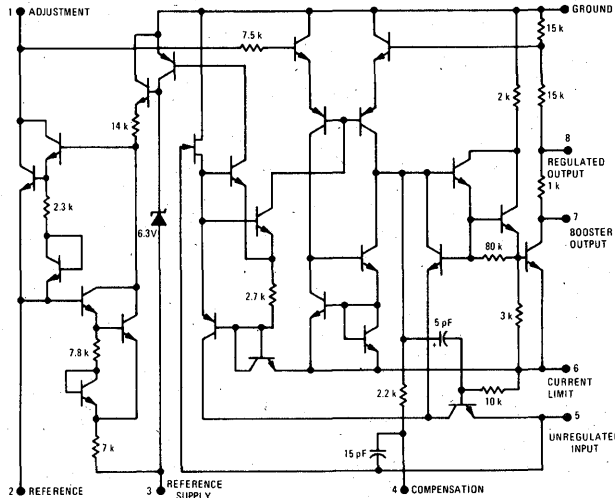 1 ADJUSTMENT
GROUND
15 k
7.5 k
2 k
15 k
14 k
8
REGULATED
OUTPUT
1 k
2.3 k
6.3V
7
BOOSTER
OUTPUT
80 k
2.7 k
3 k
7.8 k
5 pF
6
CURRENT
LIMIT
2.2 k
10 k
5
UNREGULATED
INPUT
7 k
15 pF
2 REFERENCE
3 REFERENCE
SUPPLY
4 COMPENSATION